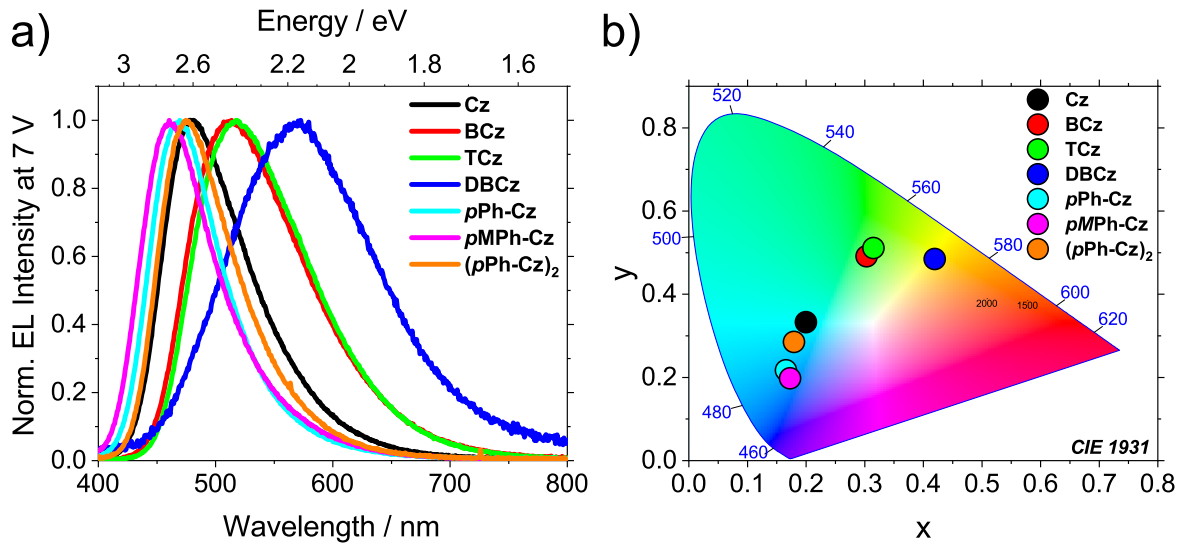 a)
Energy / eV
3 2.6 2.2 2 1.8 1.6
Norm. EL Intensity at 7 V
1.0
0.8
0.6
0.4
0.2
0.0
Cz
BCz
TCz
DBCz
pPh-Cz
pMPh-Cz
(pPh-Cz)2
400 500 600 700 800
Wavelength / nm
b)
y
0.8
0.6
0.4
0.2
0.0
520
540
560
500
580
600
620
480
460
2000 1500
Cz
BCz
TCz
DBCz
pPh-Cz
pMPh-Cz
(pPh-Cz)2
CIE 1931
0.0 0.1 0.2 0.3 0.4 0.5 0.6 0.7 0.8
x